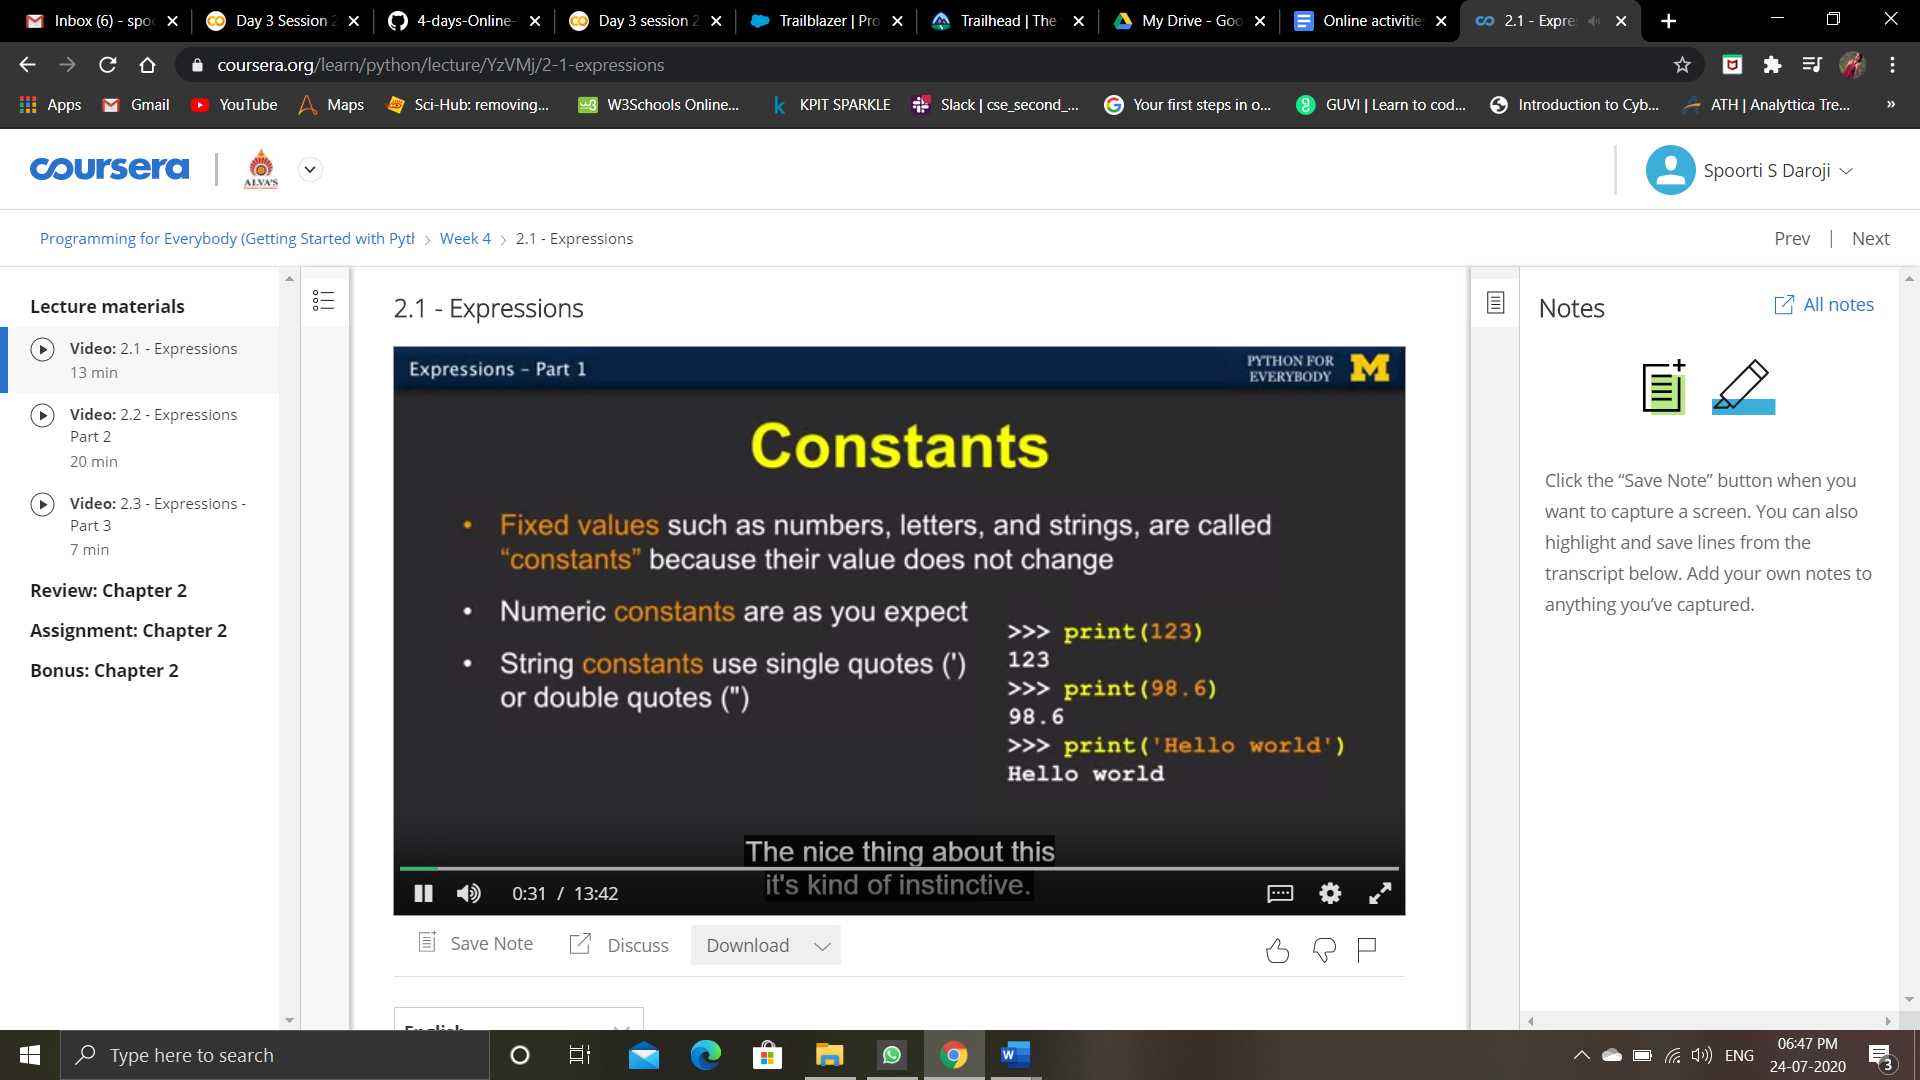 Inbox (6) - spoo
Day 3 Session 2
4-days-Online-
Day 3 session 2
Trailblazer | Pro
Trailhead | The
My Drive - Goo
Online activitie
2.1 - Expre
coursera.org/learn/python/lecture/YzVMj/2-1-expressions
Apps
Gmail
YouTube
Maps
Sci-Hub: removing...
W3Schools Online...
KPIT SPARKLE
Slack | cse_second_...
Your first steps in o...
GUVI | Learn to cod...
Introduction to Cyb...
ATH | Analyttica Tre...
»
coursera
ALVA'S
Spoorti S Daroji
Programming for Everybody (Getting Started with Pyth > Week 4 > 2.1 - Expressions
Prev | Next
Lecture materials
Video: 2.1 - Expressions
13 min
Video: 2.2 - Expressions
Part 2
20 min
Video: 2.3 - Expressions -
Part 3
7 min
Review: Chapter 2
Assignment: Chapter 2
Bonus: Chapter 2
2.1 - Expressions
Expressions - Part 1
PYTHON FOR
EVERYBODY
M
Constants
• Fixed values such as numbers, letters, and strings, are called
“constants” because their value does not change
• Numeric constants are as you expect
• String constants use single quotes (')
or double quotes (")
>>> print(123)
123
>>> print(98.6)
98.6
>>> print('Hello world')
Hello world
The nice thing about this
it's kind of instinctive.
0:31 / 13:42
Save Note
Discuss
Download
English
Notes
All notes
Click the “Save Note” button when you
want to capture a screen. You can also
highlight and save lines from the
transcript below. Add your own notes to
anything you’ve captured.
Type here to search
ENG
06:47 PM
24-07-2020
3